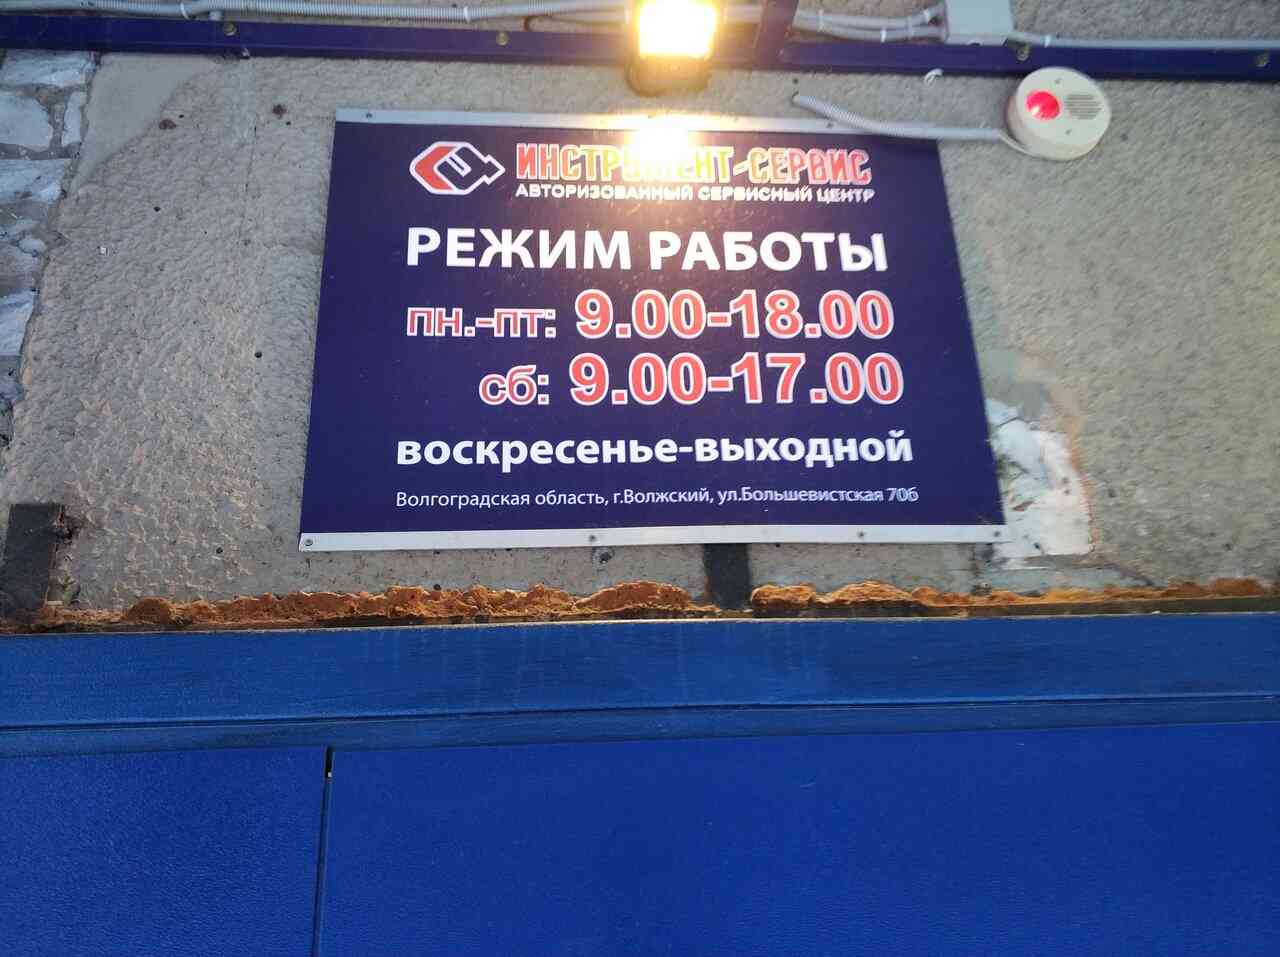 ИНСТРУМЕНТ-СЕРВИС
АВТОРИЗОВАННЫЙ СЕРВИСНЫЙ ЦЕНТР
РЕЖИМ РАБОТЫ
пн.-пт: 9.00-18.00
сб: 9.00-17.00
воскресенье-выходной
Волгоградская область, г.Волжский, ул.Большевистская 70б